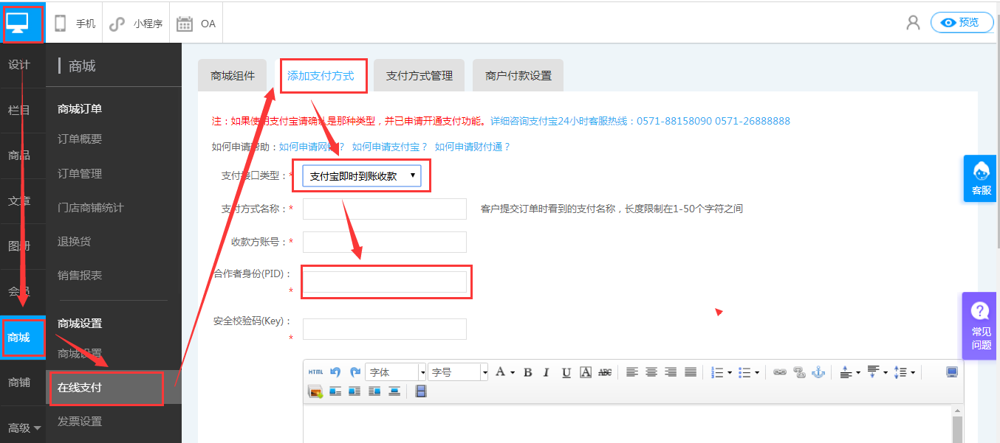 手机
小程序
OA
预览
设计
栏目
商品
文章
图册
会员
商城
商铺
高级
商城
商城订单
订单概要
订单管理
门店商铺统计
退换货
销售报表
商城设置
商城设置
在线支付
发票设置
商城组件
添加支付方式
支付方式管理
商户付款设置
注：如果使用支付宝请确认是那种类型，并已申请开通支付功能。详细咨询支付宝24小时客服热线：0571-88158090 0571-26888888
如何申请帮助：如何申请网银？ 如何申请支付宝？ 如何申请财付通？
支付接口类型：* 支付宝即时到账收款
支付方式名称：* 客户提交订单时看到的支付名称，长度限制在1-50个字符之间
收款方账号：*
合作者身份(PID)：
*
安全校验码(Key)：
*
HTML 字体 字号 A B I U A ABC
客服
?
常见
问题